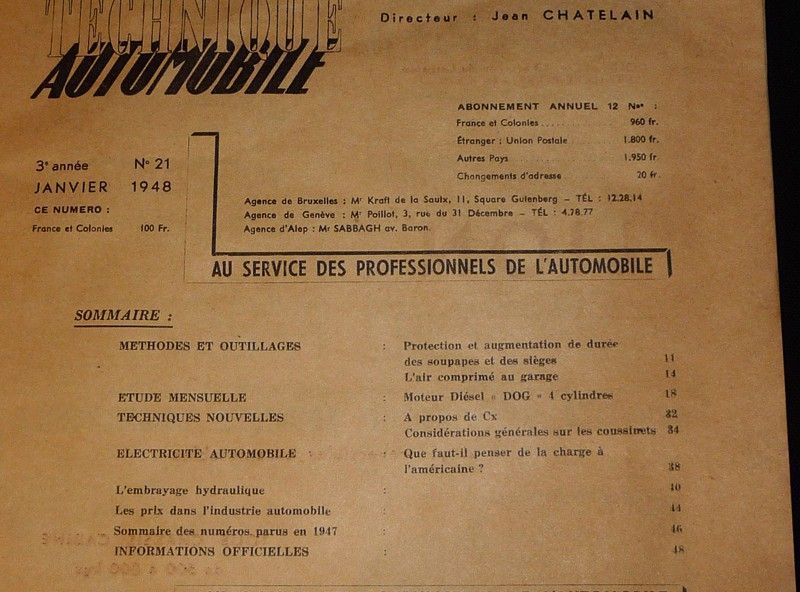 TECHNIQUE
AUTOMOBILE
Directeur : Jean CHATELAIN
ABONNEMENT ANNUEL 12 Nos :
France et Colonies ..... 960 fr.
Étranger : Union Postale ... 1.800 fr.
Autres Pays ..... 1.950 fr.
Changements d'adresse .. 20 fr.
3e année N° 21
JANVIER 1948
CE NUMERO :
France et Colonies 100 Fr.
Agence de Bruxelles : Mr Kraft de la Saulx, 11, Square Gutenberg – TÉL : 12.28.14
Agence de Genève : Mr Poillot, 3, rue du 31 Décembre – TÉL : 4.78.77
Agence d'Alep : Mr SABBAGH av. Baron.
AU SERVICE DES PROFESSIONNELS DE L'AUTOMOBILE
SOMMAIRE :
METHODES ET OUTILLAGES : Protection et augmentation de durée
des soupapes et des sièges 11
L'air comprimé au garage 14
ETUDE MENSUELLE : Moteur Diésel « DOG » 4 cylindres 18
TECHNIQUES NOUVELLES : A propos de Cx 32
Considérations générales sur les coussinets 34
ELECTRICITE AUTOMOBILE : Que faut-il penser de la charge à
l'américaine ? 38
L'embrayage hydraulique : 40
Les prix dans l'industrie automobile : 44
Sommaire des numéros parus en 1947 : 46
INFORMATIONS OFFICIELLES : 48